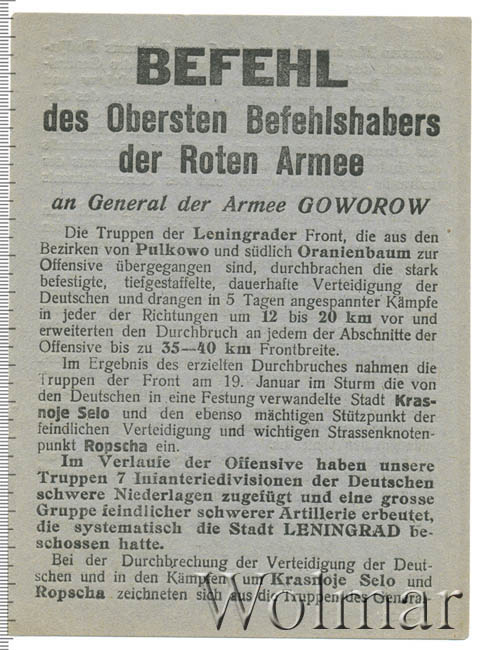 BEFEHL
des Obersten Befehlshabers
der Roten Armee
an General der Armee GOWOROW
Die Truppen der Leningrader Front, die aus den
Bezirken von Pulkowo und südlich Oranienbaum zur
Offensive übergegangen sind, durchbrachen die stark
befestigte, tiefgestaffelte, dauerhafte Verteidigung der
Deutschen und drangen in 5 Tagen angespannter Kämpfe
in jeder der Richtungen um 12 bis 20 km vor und
erweiterten den Durchbruch an jedem der Abschnitte der
Offensive bis zu 35—40 km Frontbreite.
Im Ergebnis des erzielten Durchbruches nahmen die
Truppen der Front am 19. Januar im Sturm die von
den Deutschen in eine Festung verwandelte Stadt Kras-
noje Selo und den ebenso mächtigen Stützpunkt der
feindlichen Verteidigung und wichtigen Strassenknoten-
punkt Ropscha ein.
Im Verlaufe der Offensive haben unsere
Truppen 7 Infanteriedivisionen der Deutschen
schwere Niederlagen zugefügt und eine grosse
Gruppe feindlicher schwerer Artillerie erbeutet,
die systematisch die Stadt LENINGRAD be-
schossen hatte.
Bei der Durchbrechung der Verteidigung der Deut-
schen und in den Kämpfen um Krasnoje Selo und
Ropscha zeichneten sich aus die Truppen des General-
Wolmar